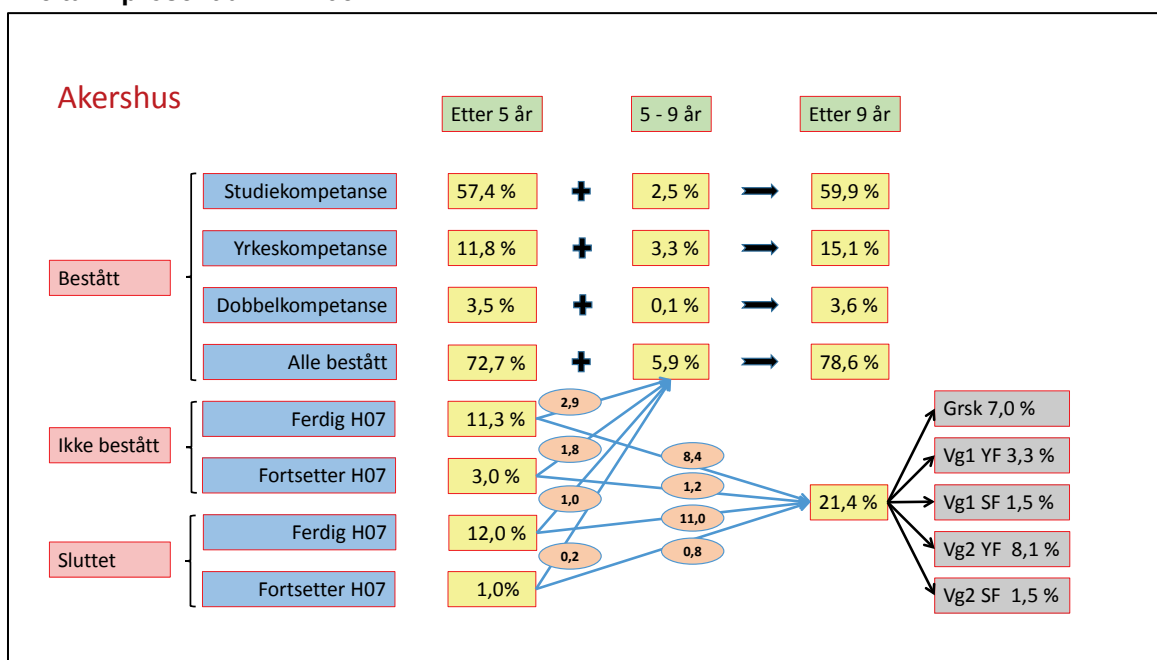 Akershus
Etter 5 år
5 - 9 år
Etter 9 år
Bestått
Studiekompetanse
57,4 %
2,5 %
59,9 %
Yrkeskompetanse
11,8 %
3,3 %
15,1 %
Dobbelkompetanse
3,5 %
0,1 %
3,6 %
Alle bestått
72,7 %
5,9 %
78,6 %
Ikke bestått
Ferdig H07
11,3 %
2,9
8,4
Fortsetter H07
3,0 %
1,8
1,2
Sluttet
Ferdig H07
12,0 %
1,0
11,0
Fortsetter H07
1,0%
0,2
0,8
21,4 %
Grsk 7,0 %
Vg1 YF 3,3 %
Vg1 SF 1,5 %
Vg2 YF 8,1 %
Vg2 SF 1,5 %